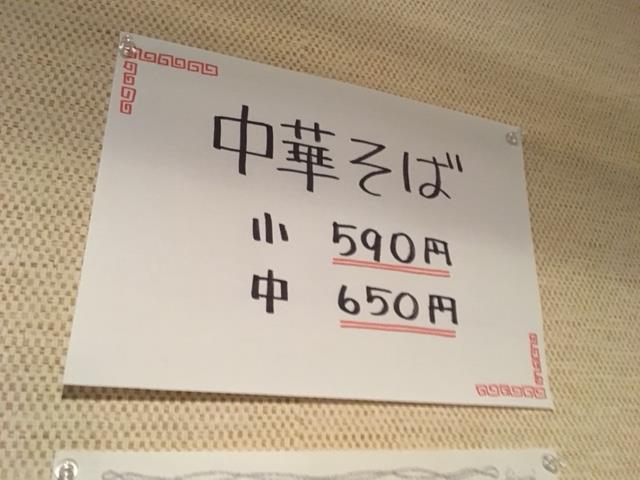 中華そば
小 590円
中 650円